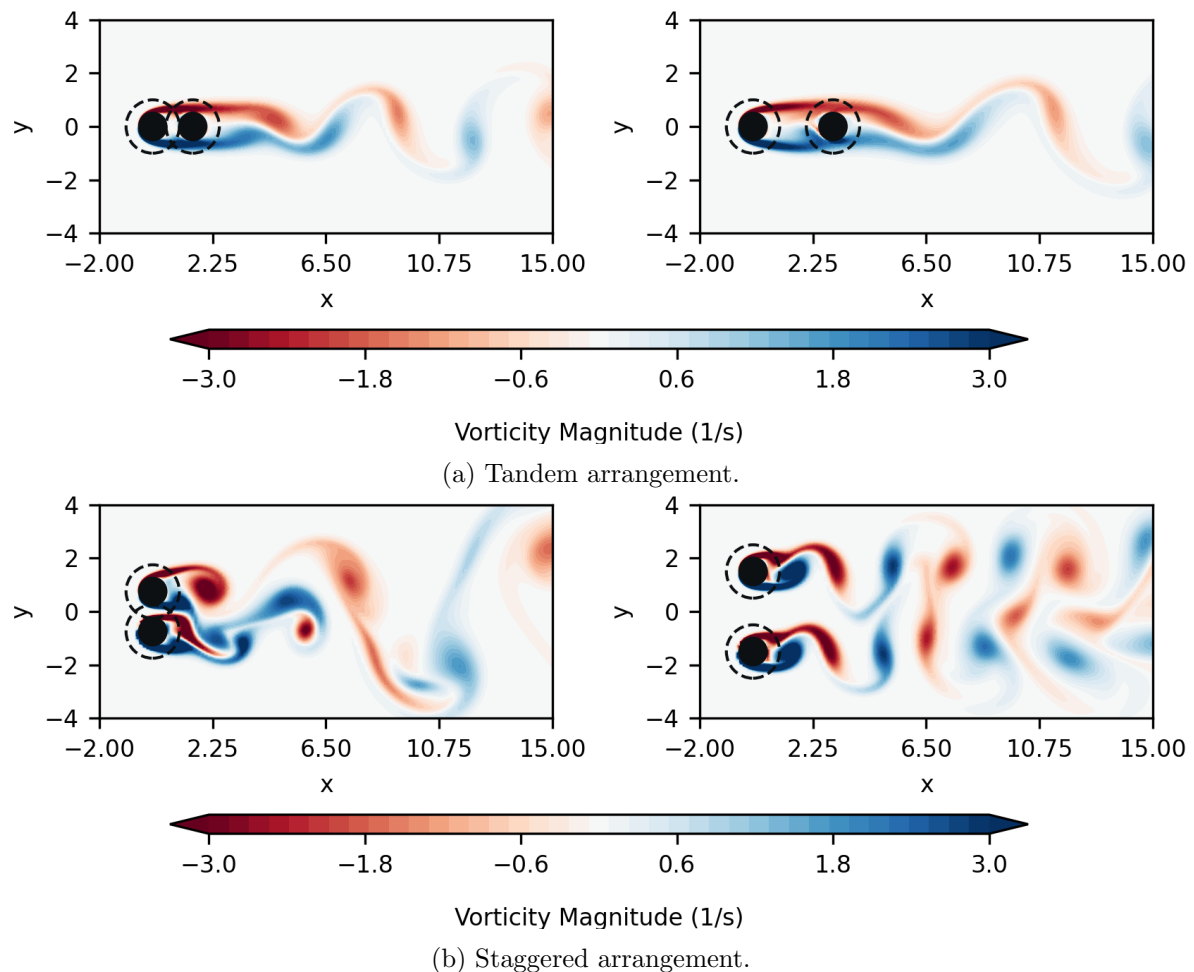 4
2
0
−2
−4
y
−2.00 2.25 6.50 10.75 15.00
x
4
2
0
−2
−4
y
−2.00 2.25 6.50 10.75 15.00
x
−3.0 −1.8 −0.6 0.6 1.8 3.0
Vorticity Magnitude (1/s)
(a) Tandem arrangement.
4
2
0
−2
−4
y
−2.00 2.25 6.50 10.75 15.00
x
4
2
0
−2
−4
y
−2.00 2.25 6.50 10.75 15.00
x
−3.0 −1.8 −0.6 0.6 1.8 3.0
Vorticity Magnitude (1/s)
(b) Staggered arrangement.